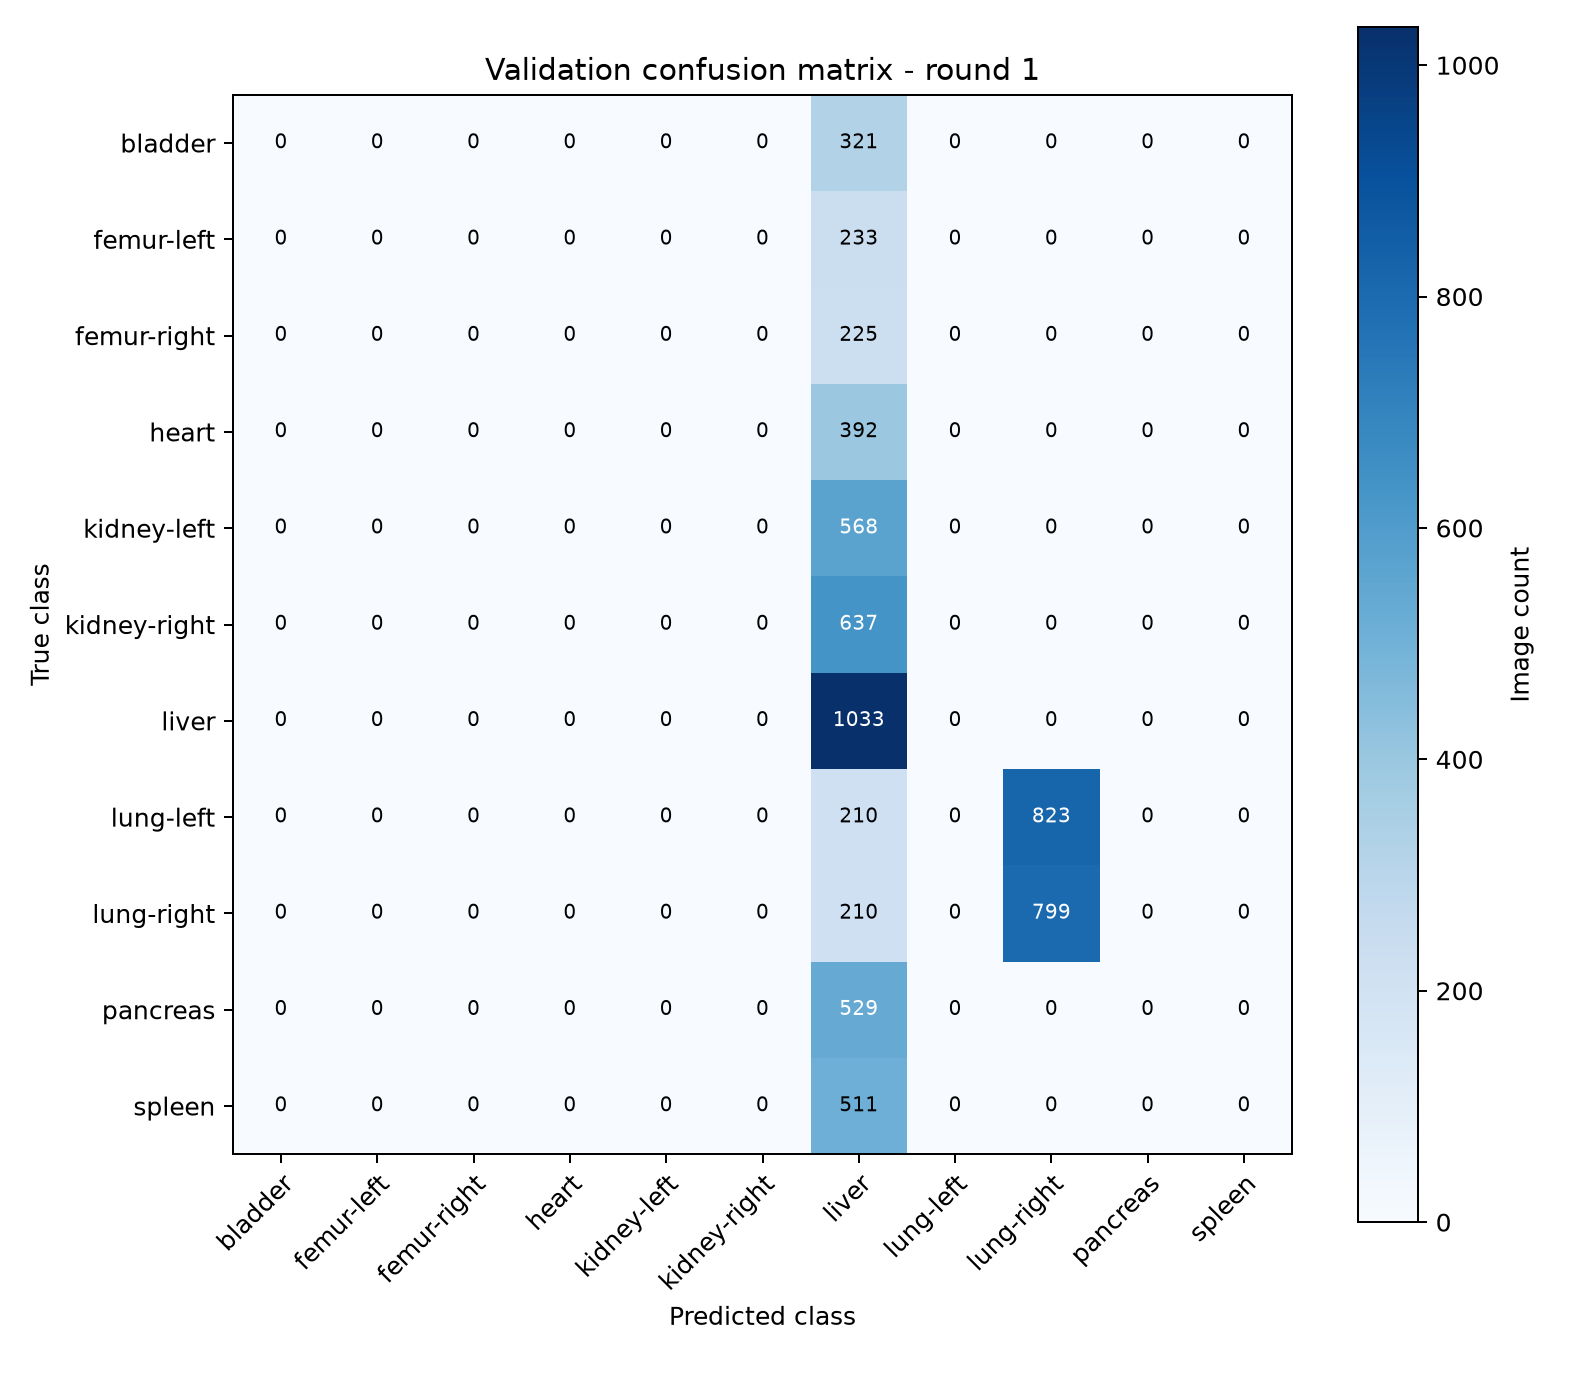 Validation confusion matrix - round 1
True class
bladder 0 0 0 0 0 0 321 0 0 0 0
femur-left 0 0 0 0 0 0 233 0 0 0 0
femur-right 0 0 0 0 0 0 225 0 0 0 0
heart 0 0 0 0 0 0 392 0 0 0 0
kidney-left 0 0 0 0 0 0 568 0 0 0 0
kidney-right 0 0 0 0 0 0 637 0 0 0 0
liver 0 0 0 0 0 0 1033 0 0 0 0
lung-left 0 0 0 0 0 0 210 0 823 0 0
lung-right 0 0 0 0 0 0 210 0 799 0 0
pancreas 0 0 0 0 0 0 529 0 0 0 0
spleen 0 0 0 0 0 0 511 0 0 0 0
bladder femur-left femur-right heart kidney-left kidney-right liver lung-left lung-right pancreas spleen
Predicted class
1000
800
600
400
200
0
Image count